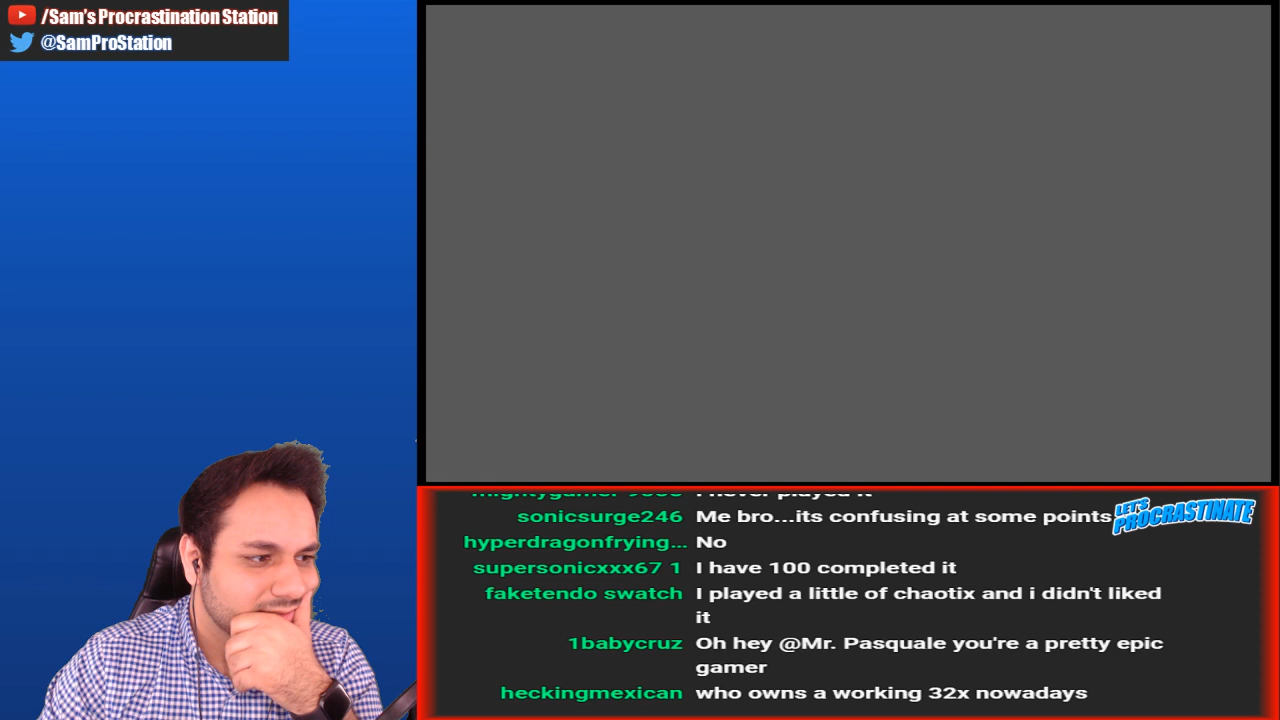 /Sam's Procrastination Station
@SamProStation
sonicsurge246 Me bro...its confusing at some points
LET'S PROCRASTINATE
hyperdragonfrying... No
supersonicxxx67 1 I have 100 completed it
faketendo swatch I played a little of chaotix and i didn't liked
it
1babycruz Oh hey @Mr. Pasquale you're a pretty epic
gamer
heckingmexican who owns a working 32x nowadays